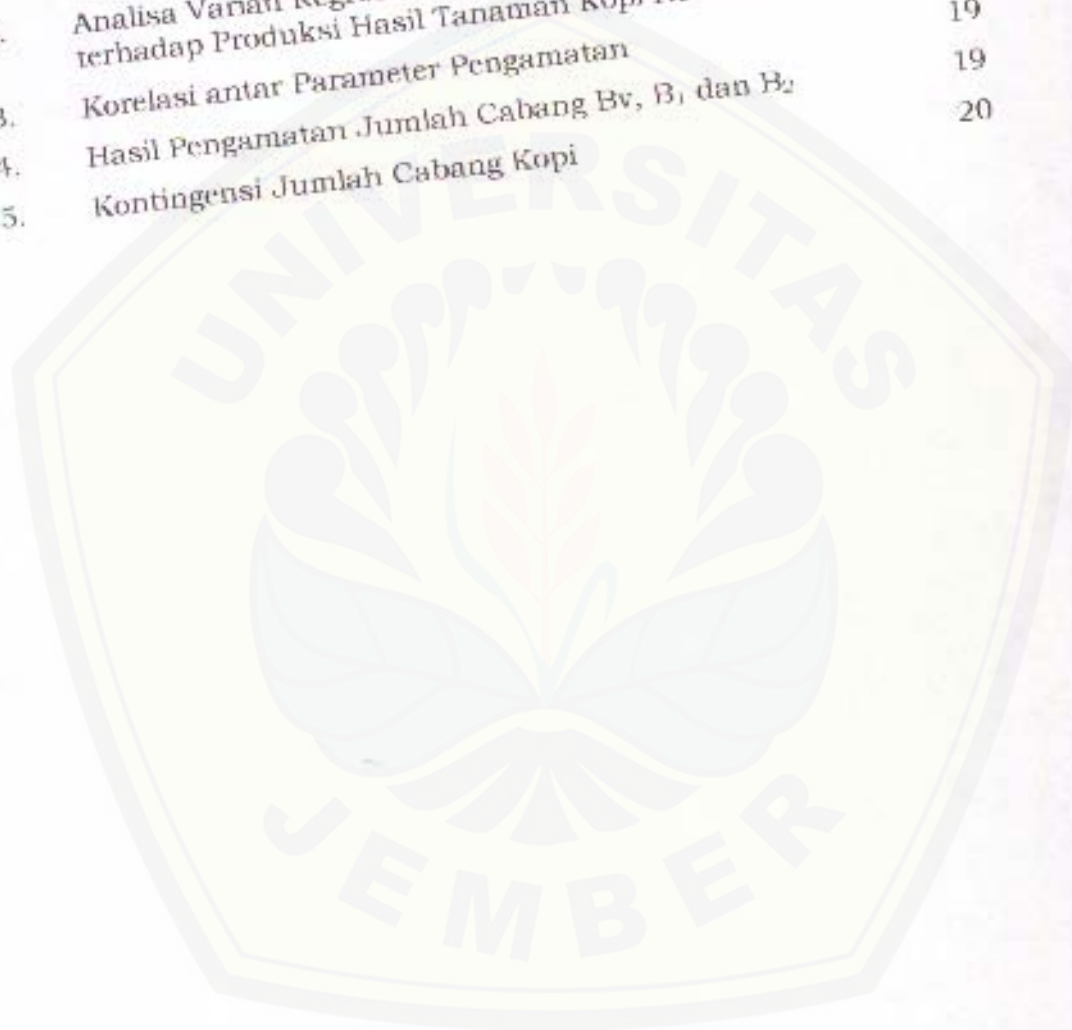 Analisa Varian
terhadap Produksi Hasil Tanaman Kopi
19
3. Korelasi antar Parameter Pengamatan 19
4. Hasil Pengamatan Jumlah Cabang Bv, B₁ dan B₂ 20
5. Kontingensi Jumlah Cabang Kopi
UNIVERSITAS
JEMBER